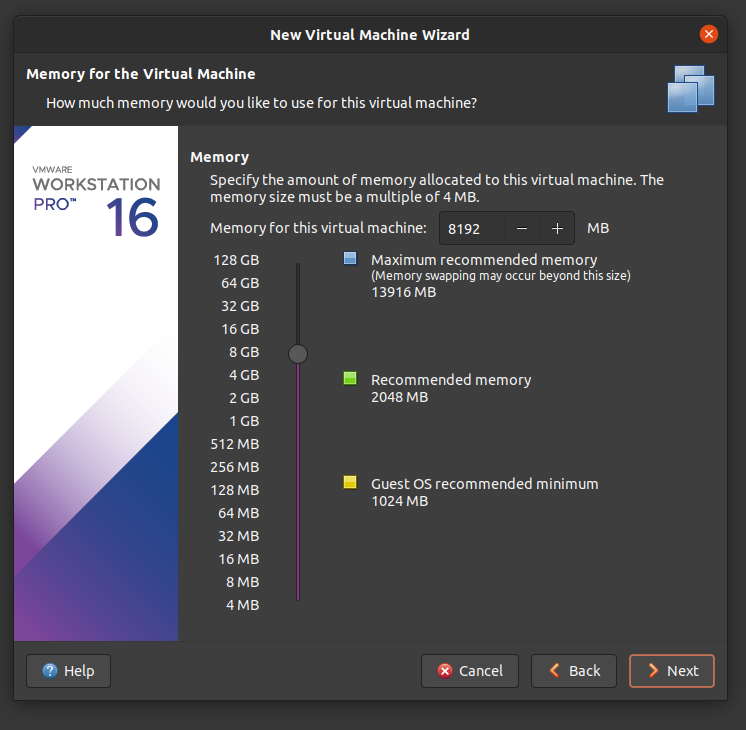 New Virtual Machine Wizard
Memory for the Virtual Machine
How much memory would you like to use for this virtual machine?
VMWARE
WORKSTATION
PRO™ 16
Memory
Specify the amount of memory allocated to this virtual machine. The
memory size must be a multiple of 4 MB.
Memory for this virtual machine: 8192 − + MB
128 GB
64 GB
32 GB
16 GB
8 GB
4 GB
2 GB
1 GB
512 MB
256 MB
128 MB
64 MB
32 MB
16 MB
8 MB
4 MB
Maximum recommended memory
(Memory swapping may occur beyond this size)
13916 MB
Recommended memory
2048 MB
Guest OS recommended minimum
1024 MB
Help
Cancel
Back
Next